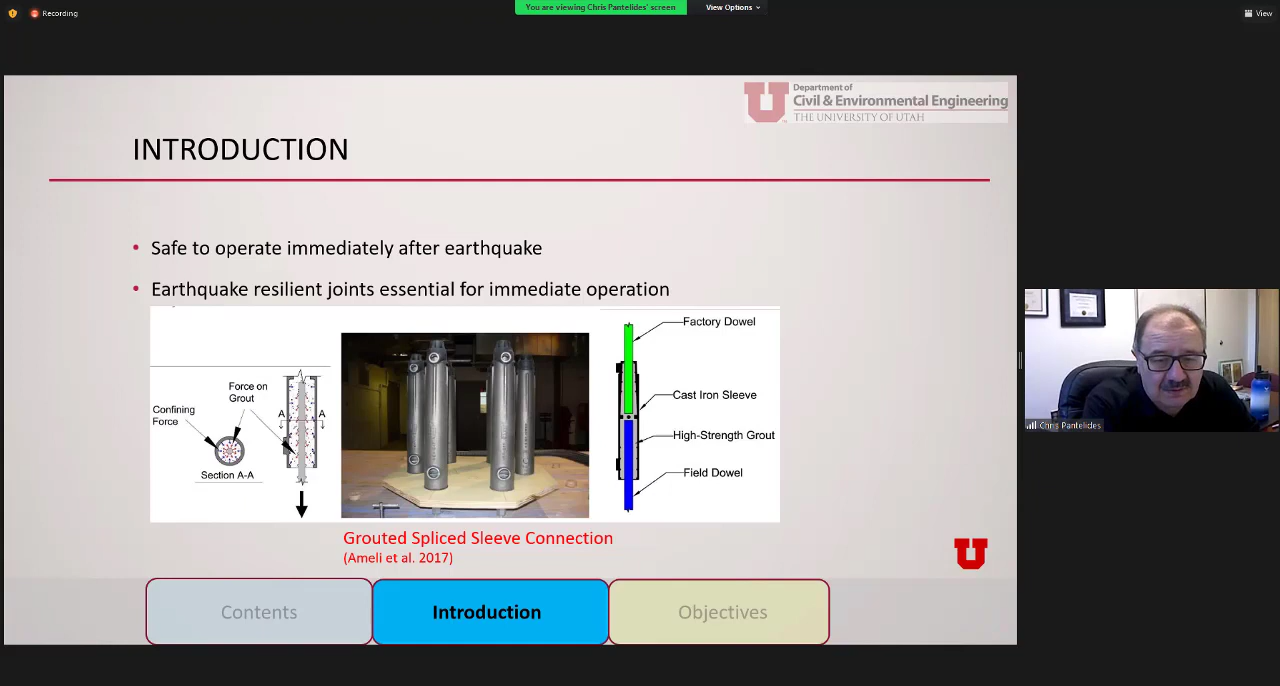 Recording
You are viewing Chris Pantelides' screen
View Options
View
Department of
Civil & Environmental Engineering
THE UNIVERSITY OF UTAH
INTRODUCTION
• Safe to operate immediately after earthquake
• Earthquake resilient joints essential for immediate operation
Confining
Force
Force on
Grout
A
A
Section A-A
Factory Dowel
Cast Iron Sleeve
High-Strength Grout
Field Dowel
Grouted Spliced Sleeve Connection
(Ameli et al. 2017)
Contents
Introduction
Objectives
Chris Pantelides